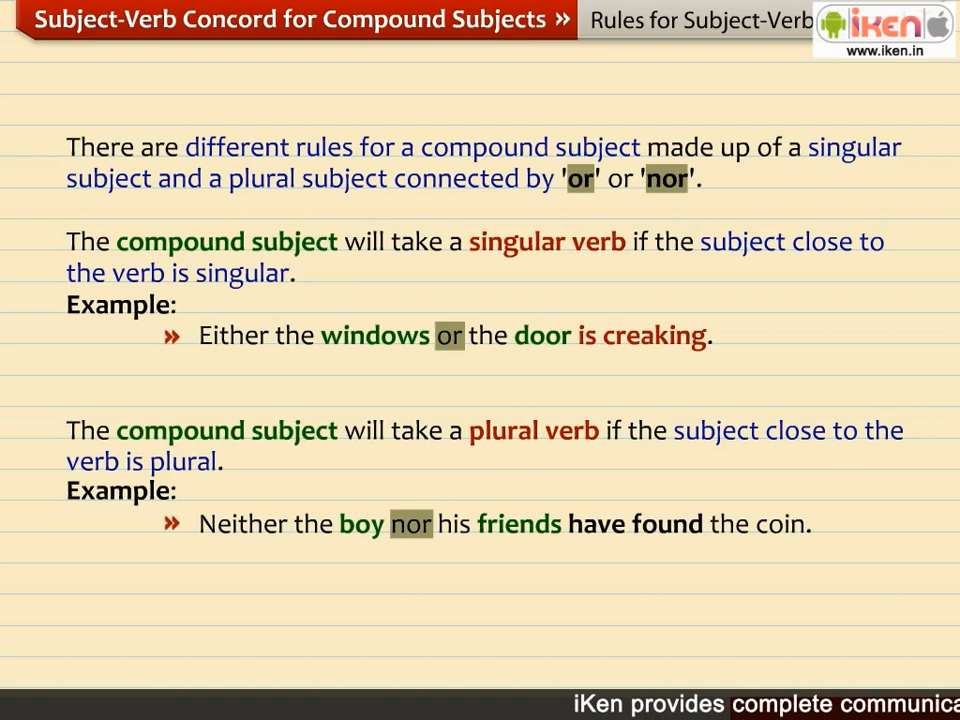 Subject-Verb Concord for Compound Subjects »
Rules for Subject-Verb
iken
www.iken.in
There are different rules for a compound subject made up of a singular
subject and a plural subject connected by 'or' or 'nor'.
The compound subject will take a singular verb if the subject close to
the verb is singular.
Example:
» Either the windows or the door is creaking.
The compound subject will take a plural verb if the subject close to the
verb is plural.
Example:
» Neither the boy nor his friends have found the coin.
iKen provides complete communica